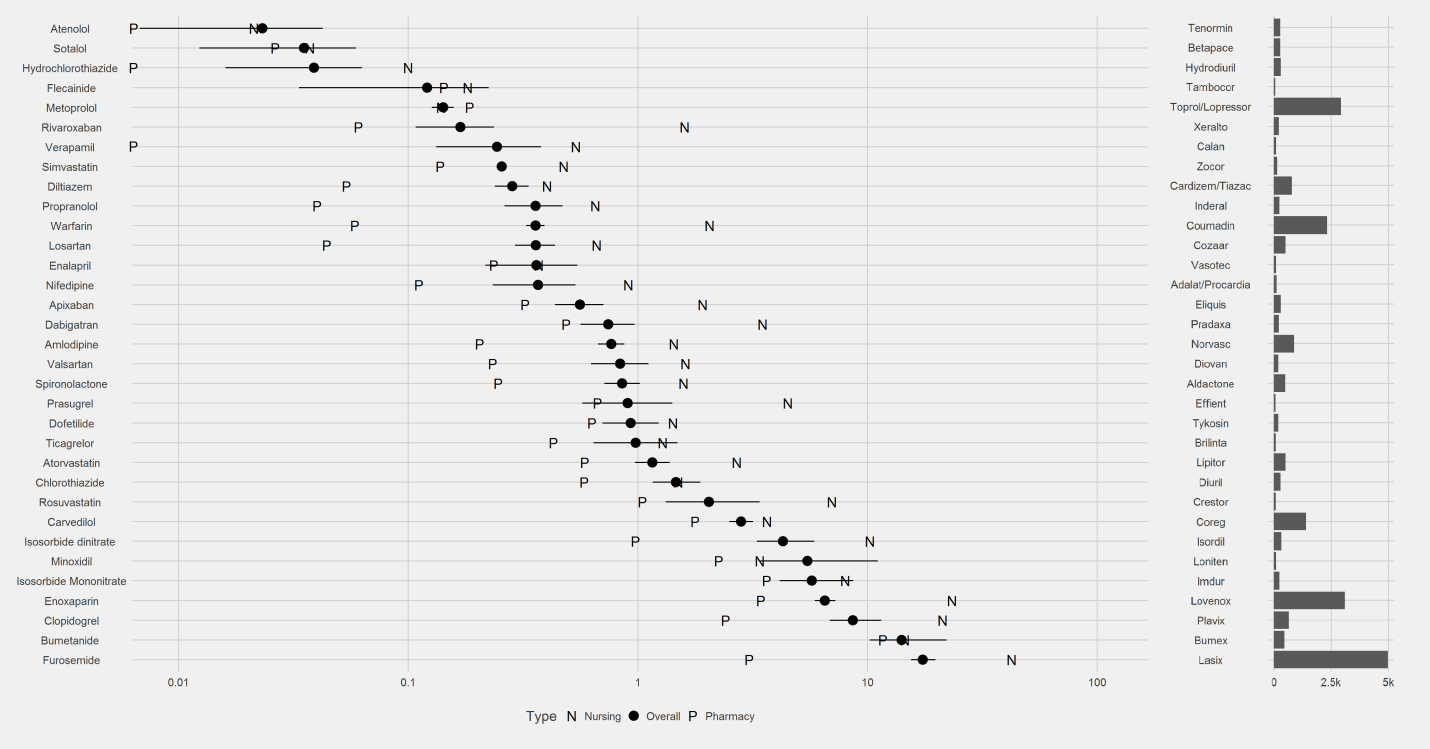 Atenolol P N Tenormin
Sotalol P N Betapace
Hydrochlorothiazide P N Hydrodiuril
Flecainide P N Tambocor
Metoprolol N P Toprol/Lopressor
Rivaroxaban P N Xeralto
Verapamil P N Calan
Simvastatin P N Zocor
Diltiazem P N Cardizem/Tiazac
Propranolol P N Inderal
Warfarin P N Coumadin
Losartan P N Cozaar
Enalapril P N Vasotec
Nifedipine P N Adalat/Procardia
Apixaban P N Eliquis
Dabigatran P N Pradaxa
Amlodipine P N Norvasc
Valsartan P N Diovan
Spironolactone P N Aldactone
Prasugrel P N Effient
Dofetilide P N Tykosin
Ticagrelor P N Brilinta
Atorvastatin P N Lipitor
Chlorothiazide P N Diuril
Rosuvastatin P N Crestor
Carvedilol P N Coreg
Isosorbide dinitrate P N Isordil
Minoxidil P N Loniten
Isosorbide Mononitrate P N Imdur
Enoxaparin P N Lovenox
Clopidogrel P N Plavix
Bumetanide P N Bumex
Furosemide P N Lasix
0.01 0.1 1 10 100 0 2.5k 5k
Type N Nursing Overall P Pharmacy